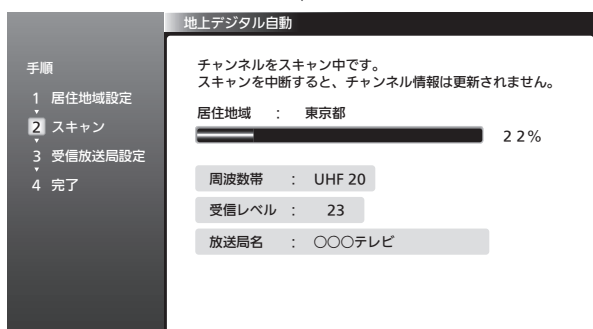 地上デジタル自動
手順
1 居住地域設定
2 スキャン
3 受信放送局設定
4 完了
チャンネルをスキャン中です。
スキャンを中断すると、チャンネル情報は更新されません。
居住地域 : 東京都
22%
周波数帯 : UHF 20
受信レベル : 23
放送局名 : ○○○テレビ